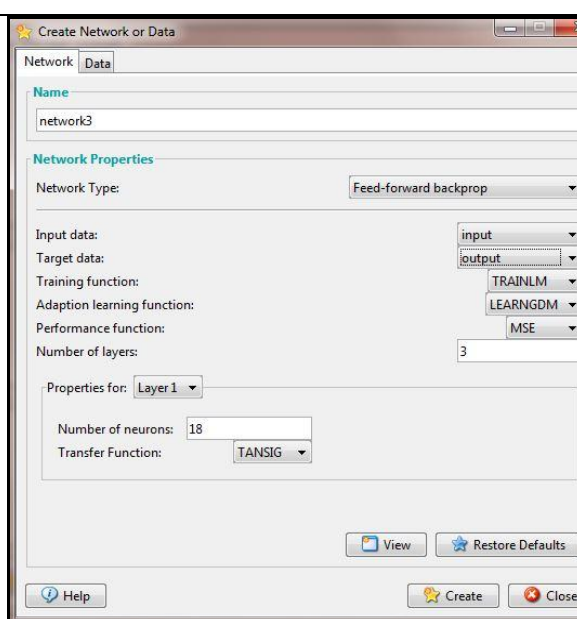 Create Network or Data
Network Data
Name
network3
Network Properties
Network Type: Feed-forward backprop
Input data: input
Target data: output
Training function: TRAINLM
Adaption learning function: LEARNGDM
Performance function: MSE
Number of layers: 3
Properties for: Layer 1
Number of neurons: 18
Transfer Function: TANSIG
View Restore Defaults
Help Create Close